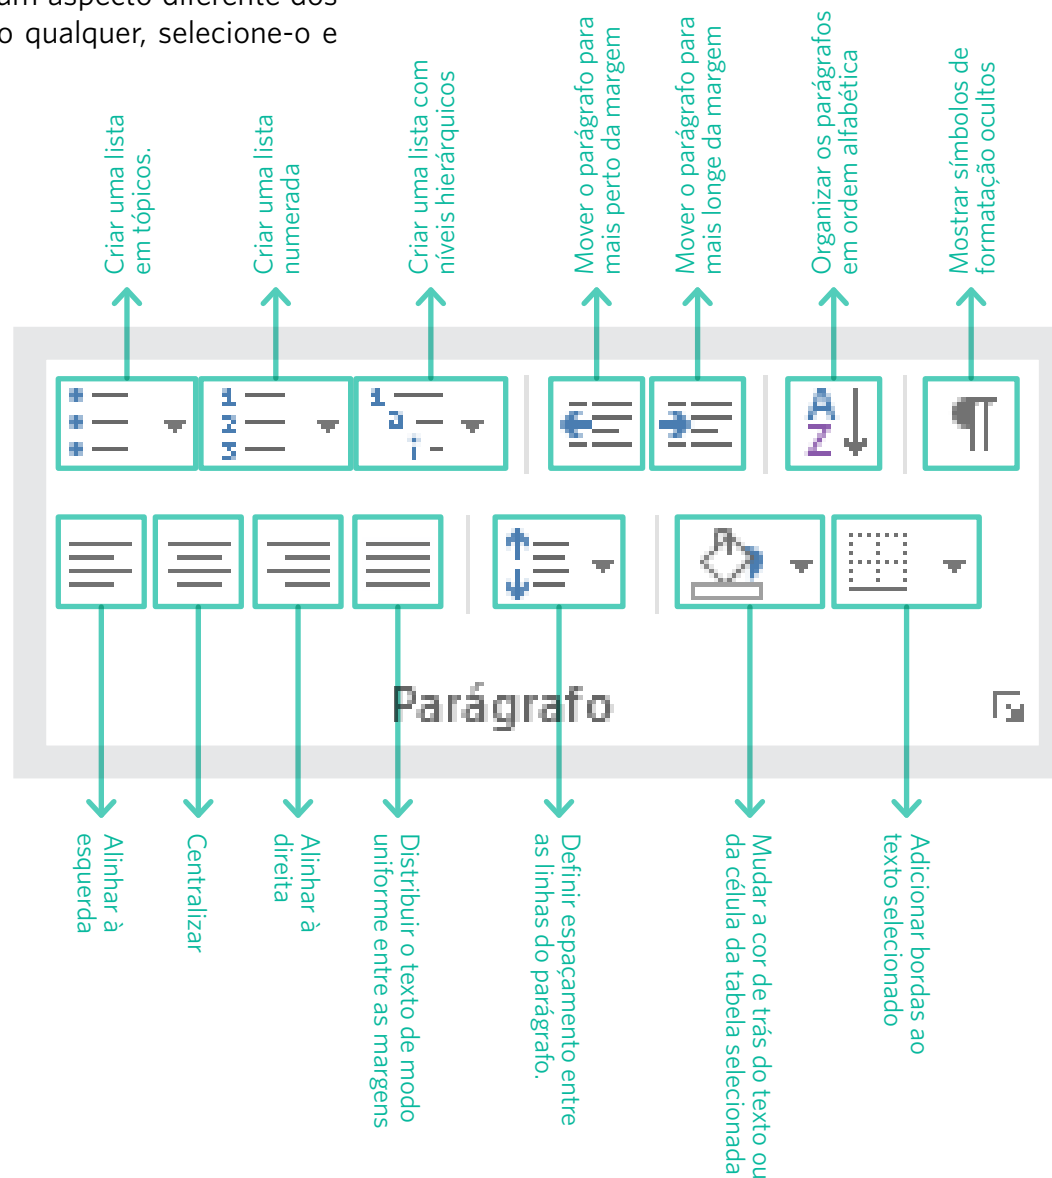 um aspecto diferente dos
o qualquer, selecione-o e
Criar uma lista
em tópicos.
Criar uma lista
numerada
Criar uma lista com
níveis hierárquicos
Mover o parágrafo para
mais perto da margem
Mover o parágrafo para
mais longe da margem
Organizar os parágrafos
em ordem alfabética
Mostrar símbolos de
formatação ocultos
1
2
3
1
a
i
A
Z
¶
Parágrafo
Alinhar à
esquerda
Centralizar
Alinhar à
direita
Distribuir o texto de modo
uniforme entre as margens
Definir espaçamento entre
as linhas do parágrafo.
Mudar a cor de trás do texto ou
da célula da tabela selecionada
Adicionar bordas ao
texto selecionado